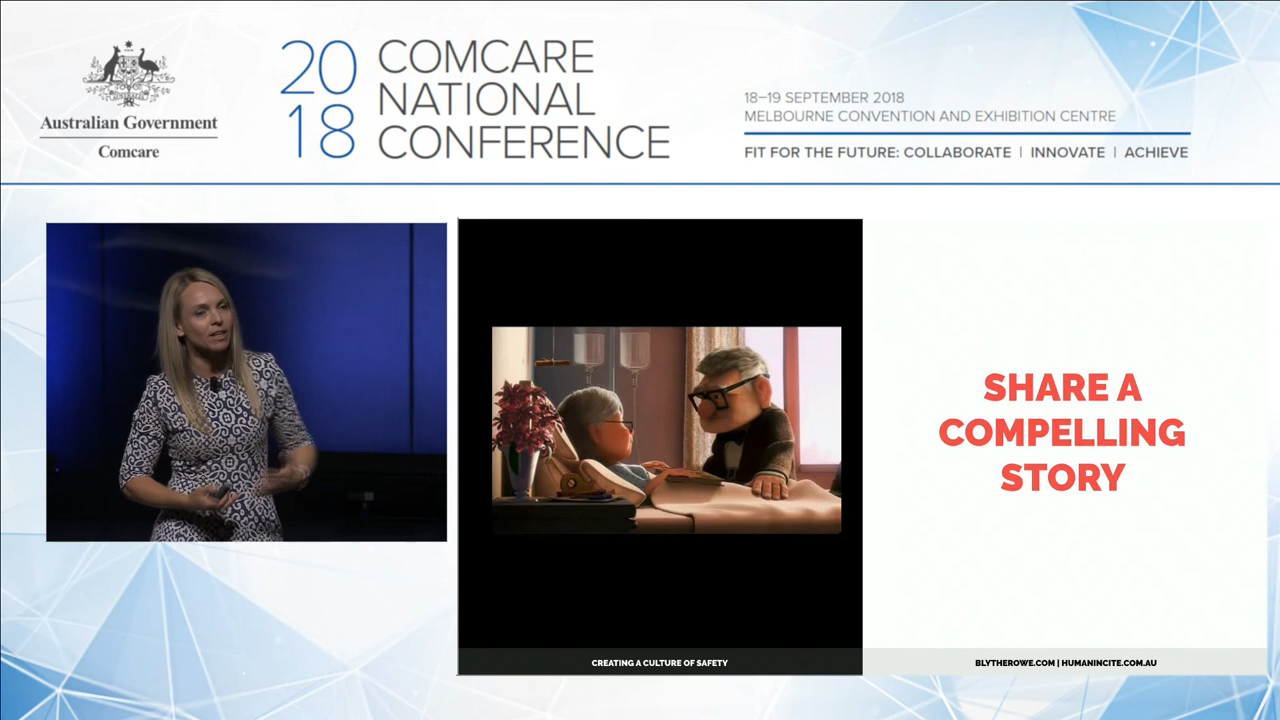 Australian Government
Comcare
20
18
COMCARE
NATIONAL
CONFERENCE
18–19 SEPTEMBER 2018
MELBOURNE CONVENTION AND EXHIBITION CENTRE
FIT FOR THE FUTURE: COLLABORATE | INNOVATE | ACHIEVE
SHARE A
COMPELLING
STORY
CREATING A CULTURE OF SAFETY
BLYTHEROWE.COM | HUMANINCITE.COM.AU